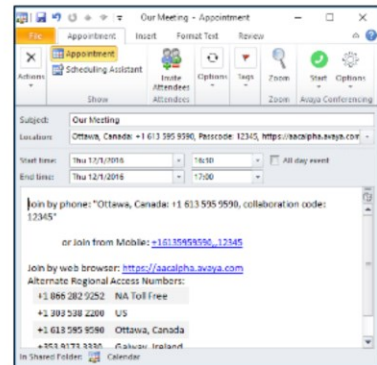 Our Meeting - Appointment
File Appointment Insert Format Text Review
Actions
Appointment
Scheduling Assistant
Show
Invite Attendees
Attendees
Options
Tags
Zoom
Zoom
Start Options
Avaya Conferencing
Subject: Our Meeting
Location: Ottawa, Canada: +1 613 595 9590, Passcode: 12345, https://aacalpha.avaya.com
Start time: Thu 12/1/2016 16:30 All day event
End time: Thu 12/1/2016 17:00
Join by phone: "Ottawa, Canada: +1 613 595 9590, collaboration code:
12345"
or Join from Mobile: +16135959590,,12345
Join by web browser: https://aacalpha.avaya.com
Alternate Regional Access Numbers:
+1 866 282 9252 NA Toll Free
+1 303 538 2200 US
+1 613 595 9590 Ottawa, Canada
+353 9173 3330 Galway, Ireland
In Shared Folder: Calendar